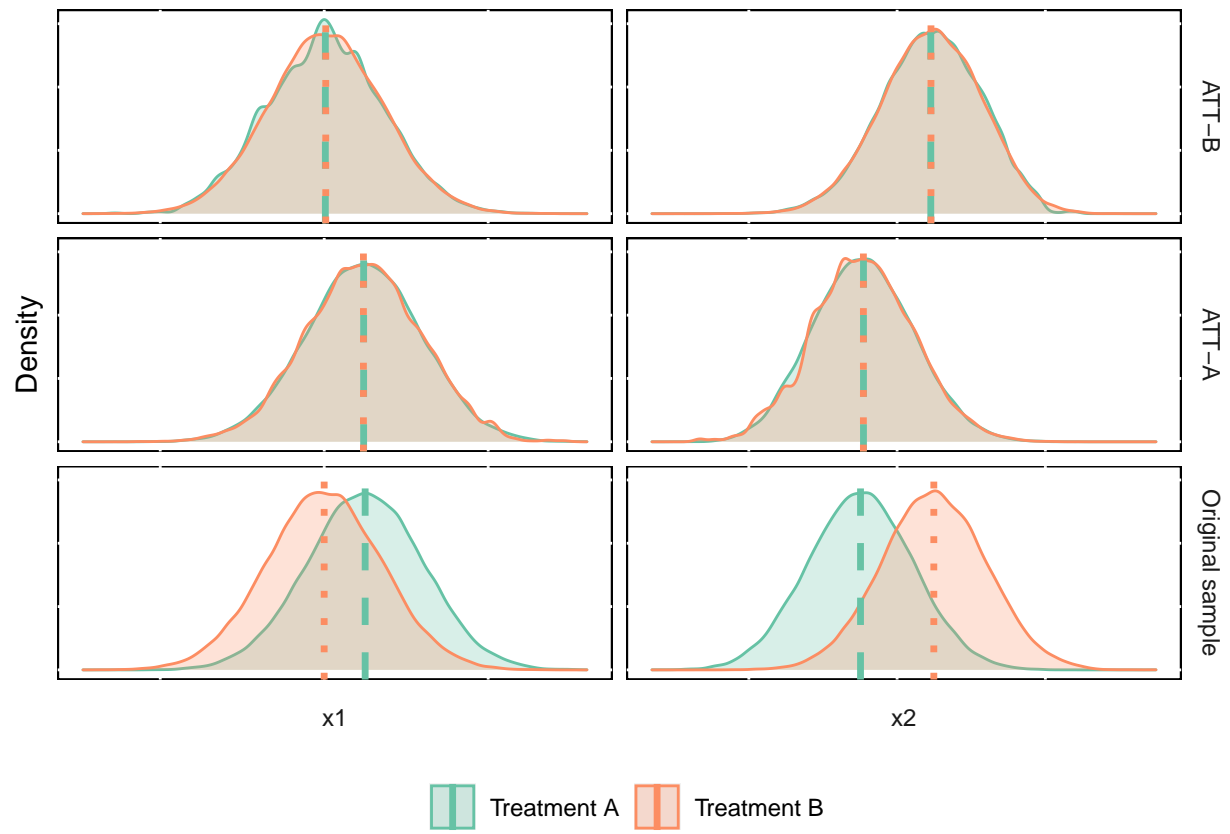 ATT−B
Density
ATT−A
Original sample
x1
x2
Treatment A
Treatment B